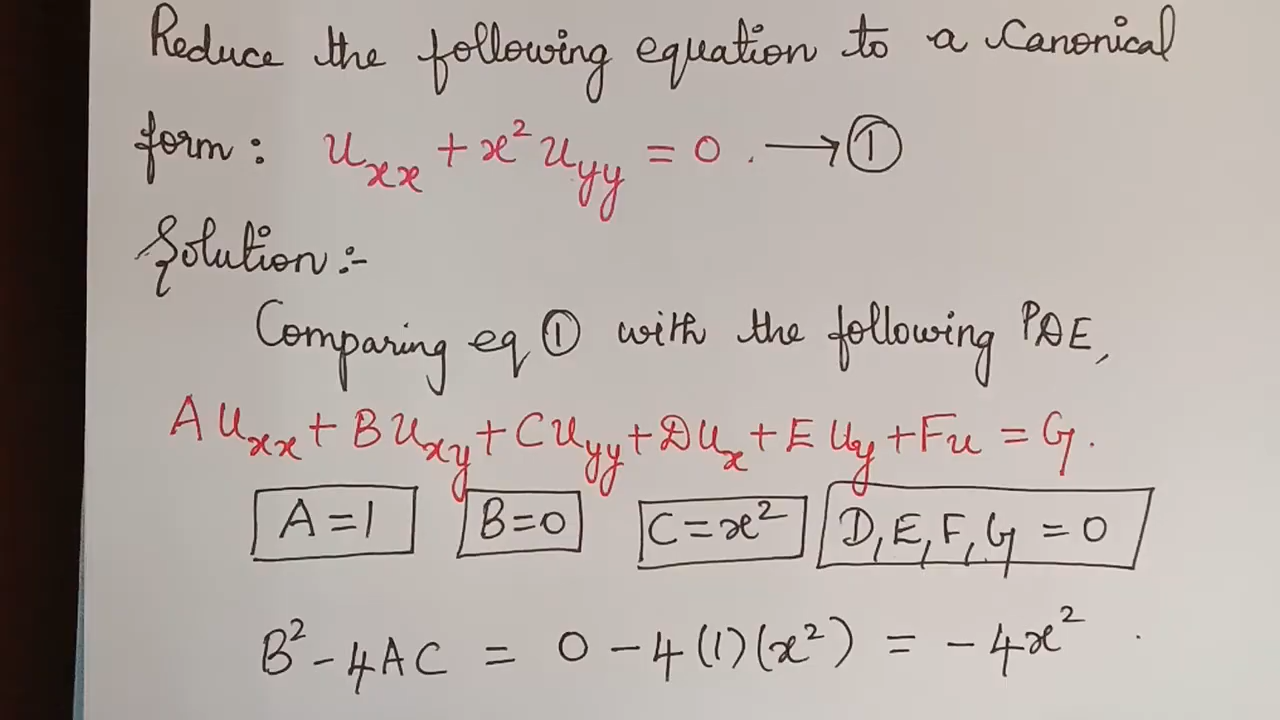 Reduce the following equation to a Canonical
form: u_xx + x² u_yy = 0. → ①
Solution:-
Comparing eq ① with the following PDE,
A u_xx + B u_xy + C u_yy + D u_x + E u_y + F u = G.
A = 1 B = 0 C = x² D, E, F, G = 0
B² - 4AC = 0 - 4(1)(x²) = -4x²